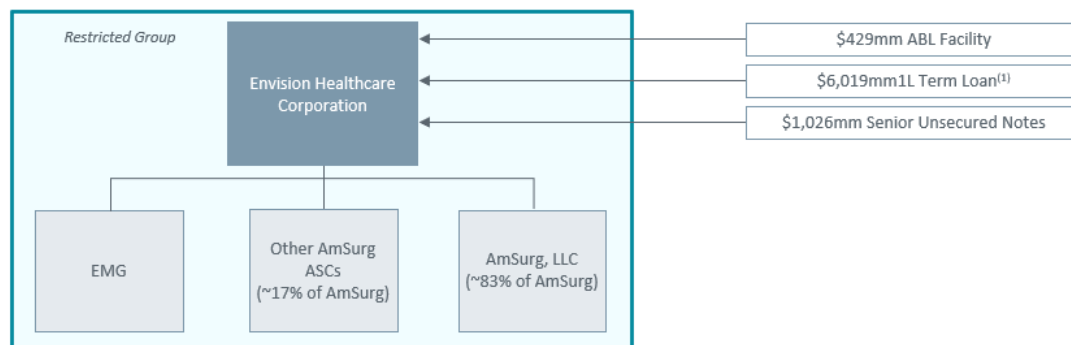 Restricted Group
Envision Healthcare
Corporation
$429mm ABL Facility
$6,019mm1L Term Loan(1)
$1,026mm Senior Unsecured Notes
EMG
Other AmSurg
ASCs
(~17% of AmSurg)
AmSurg, LLC
(~83% of AmSurg)